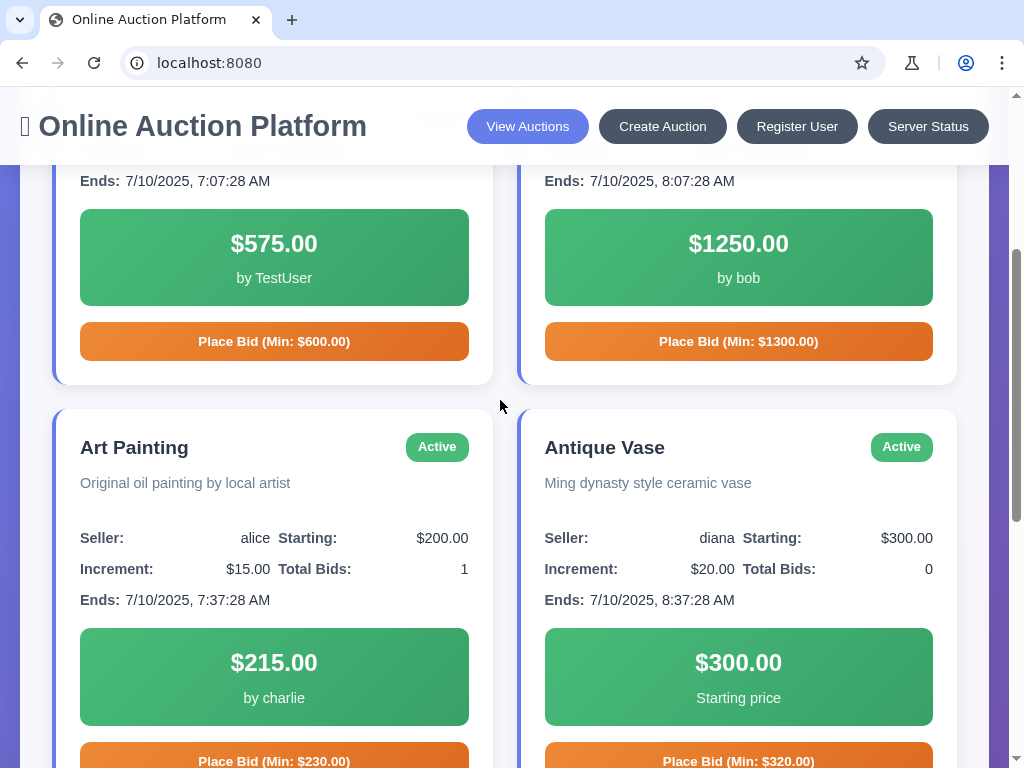 Online Auction Platform
localhost:8080
Online Auction Platform
View Auctions
Create Auction
Register User
Server Status
Ends: 7/10/2025, 7:07:28 AM
$575.00
by TestUser
Place Bid (Min: $600.00)
Ends: 7/10/2025, 8:07:28 AM
$1250.00
by bob
Place Bid (Min: $1300.00)
Art Painting
Active
Original oil painting by local artist
Seller: alice Starting: $200.00
Increment: $15.00 Total Bids: 1
Ends: 7/10/2025, 7:37:28 AM
$215.00
by charlie
Place Bid (Min: $230.00)
Antique Vase
Active
Ming dynasty style ceramic vase
Seller: diana Starting: $300.00
Increment: $20.00 Total Bids: 0
Ends: 7/10/2025, 8:37:28 AM
$300.00
Starting price
Place Bid (Min: $320.00)